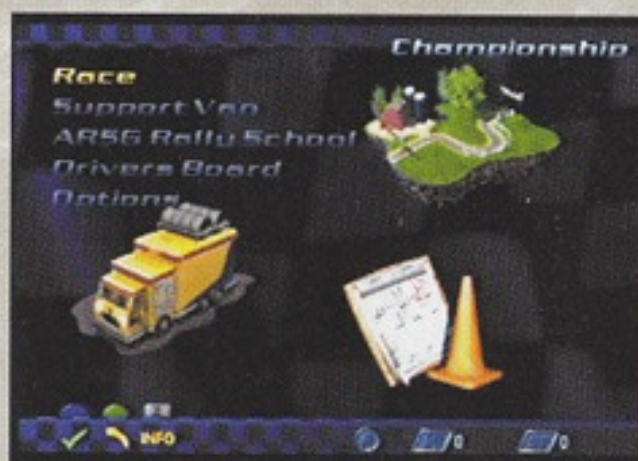 Championship
Race
Support Van
ARSG Rally School
Drivers Board
Options
INFO
0
0